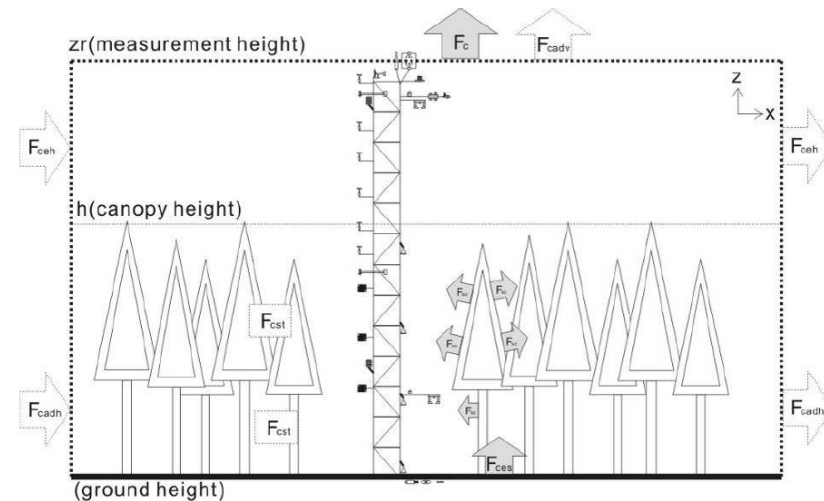 zr(measurement height)
Fc
Fcadv
z
x
Fceh
Fceh
h(canopy height)
Fcst
Fcadh
Fcst
Fcadh
Fces
(ground height)